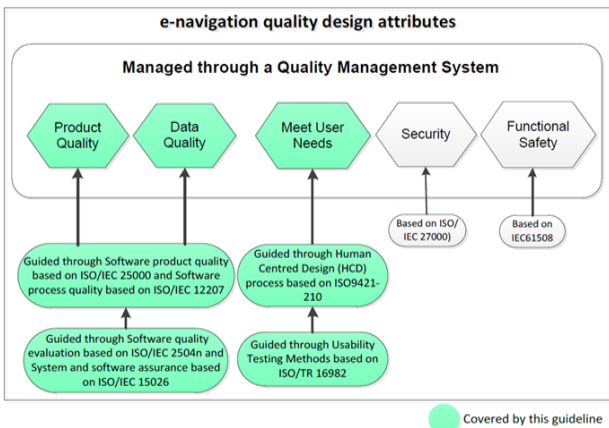 e-navigation quality design attributes
Managed through a Quality Management System
Product
Quality
Data
Quality
Meet User
Needs
Security
Functional
Safety
Based on ISO/
IEC 27000)
Based on
IEC61508
Guided through Software product quality
based on ISO/IEC 25000 and Software
process quality based on ISO/IEC 12207
Guided through Human
Centred Design (HCD)
process based on ISO9421-
210
Guided through Software quality
evaluation based on ISO/IEC 2504n and
System and software assurance based
on ISO/IEC 15026
Guided through Usability
Testing Methods based on
ISO/TR 16982
Covered by this guideline